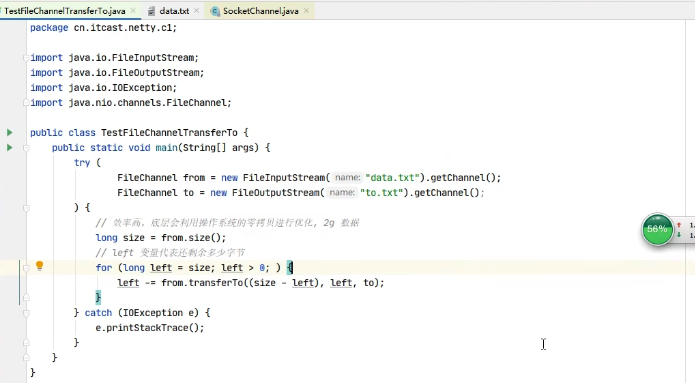 TestFileChannelTransferTo.java × data.txt × SocketChannel.java ×
package cn.itcast.netty.c1;
import java.io.FileInputStream;
import java.io.FileOutputStream;
import java.io.IOException;
import java.nio.channels.FileChannel;
public class TestFileChannelTransferTo {
public static void main(String[] args) {
try (
FileChannel from = new FileInputStream( name: "data.txt").getChannel();
FileChannel to = new FileOutputStream( name: "to.txt").getChannel();
) {
// 效率高，底层会利用操作系统的零拷贝进行优化, 2g 数据
long size = from.size();
// left 变量代表还剩余多少字节
for (long left = size; left > 0; ) {
left -= from.transferTo((size - left), left, to);
}
} catch (IOException e) {
e.printStackTrace();
}
}
}
56%